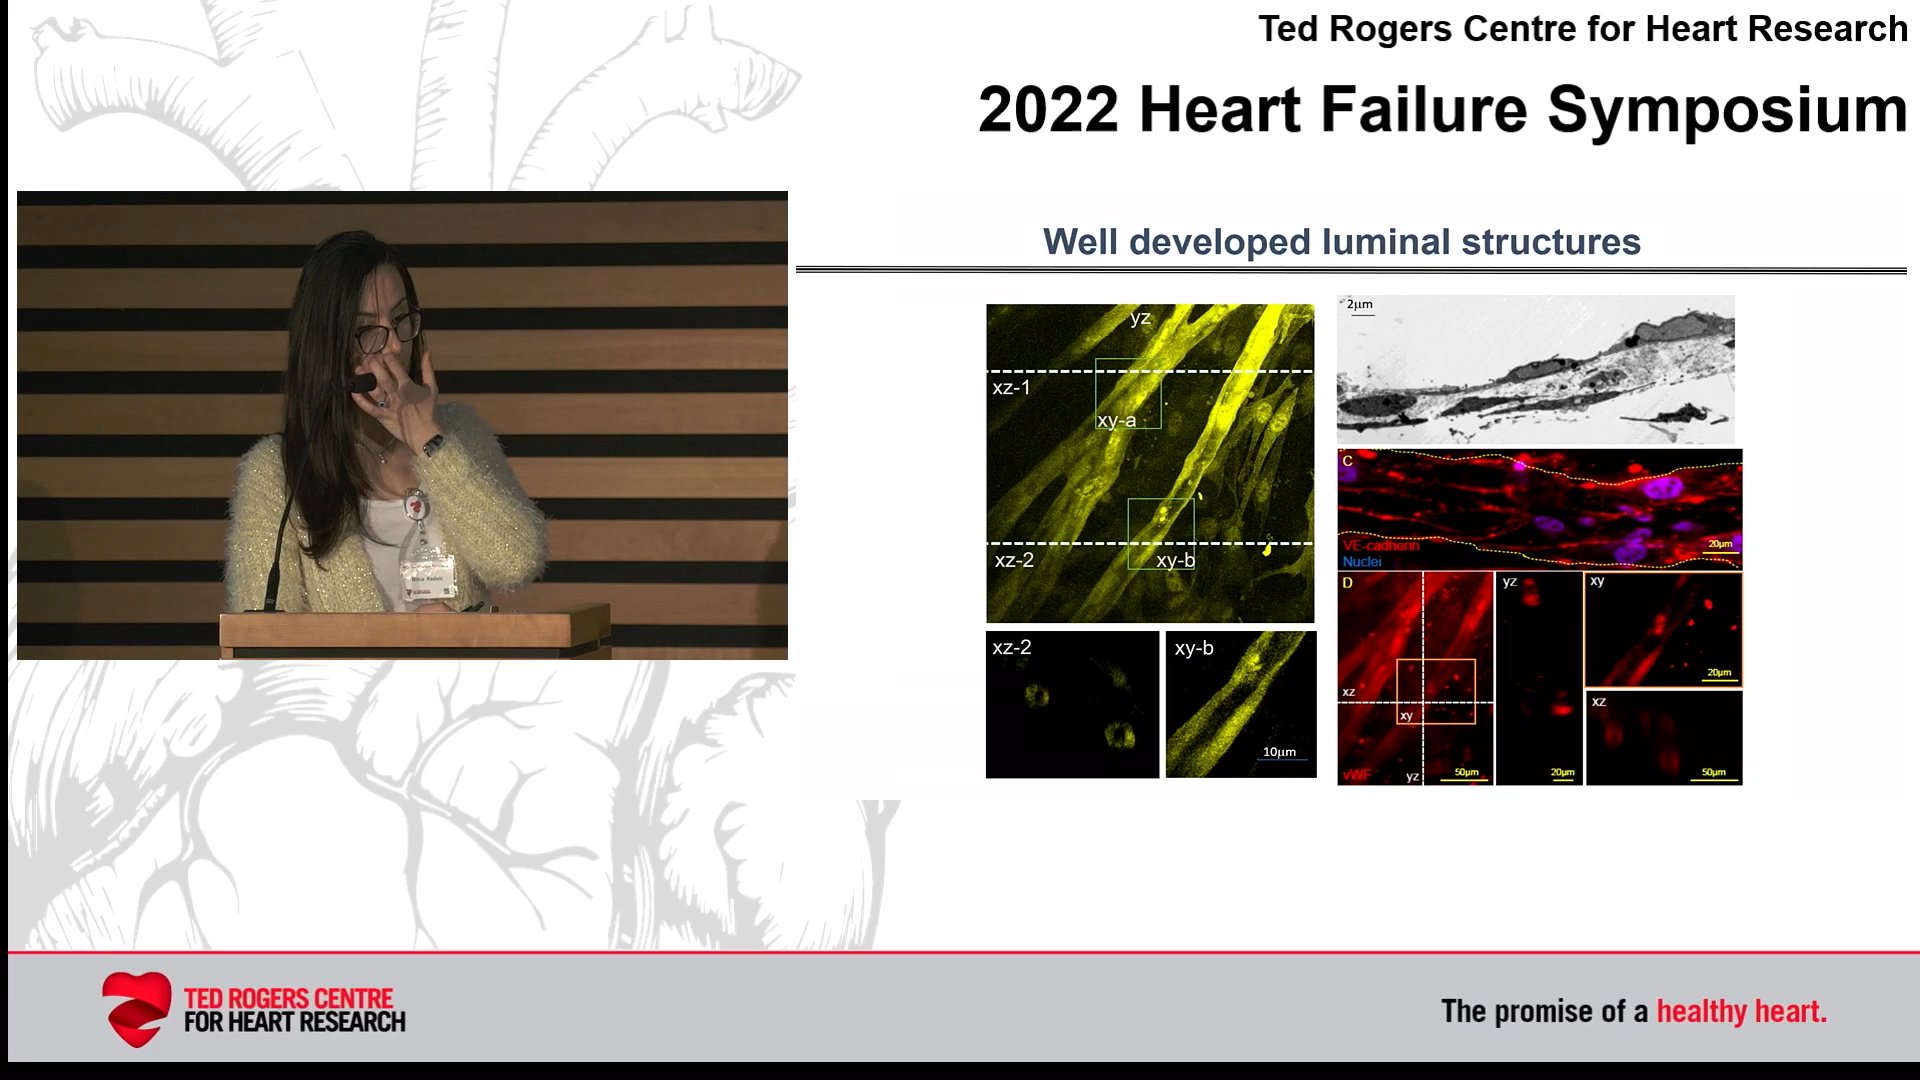 Ted Rogers Centre for Heart Research
2022 Heart Failure Symposium
Well developed luminal structures
yz
xz-1
xy-a
xz-2
xy-b
xz-2
xy-b
10µm
2µm
C
VE-cadherin
Nuclei
20µm
D
xz
xy
vWF
yz
50µm
yz
20µm
xy
20µm
xz
50µm
TED ROGERS CENTRE
FOR HEART RESEARCH
The promise of a healthy heart.